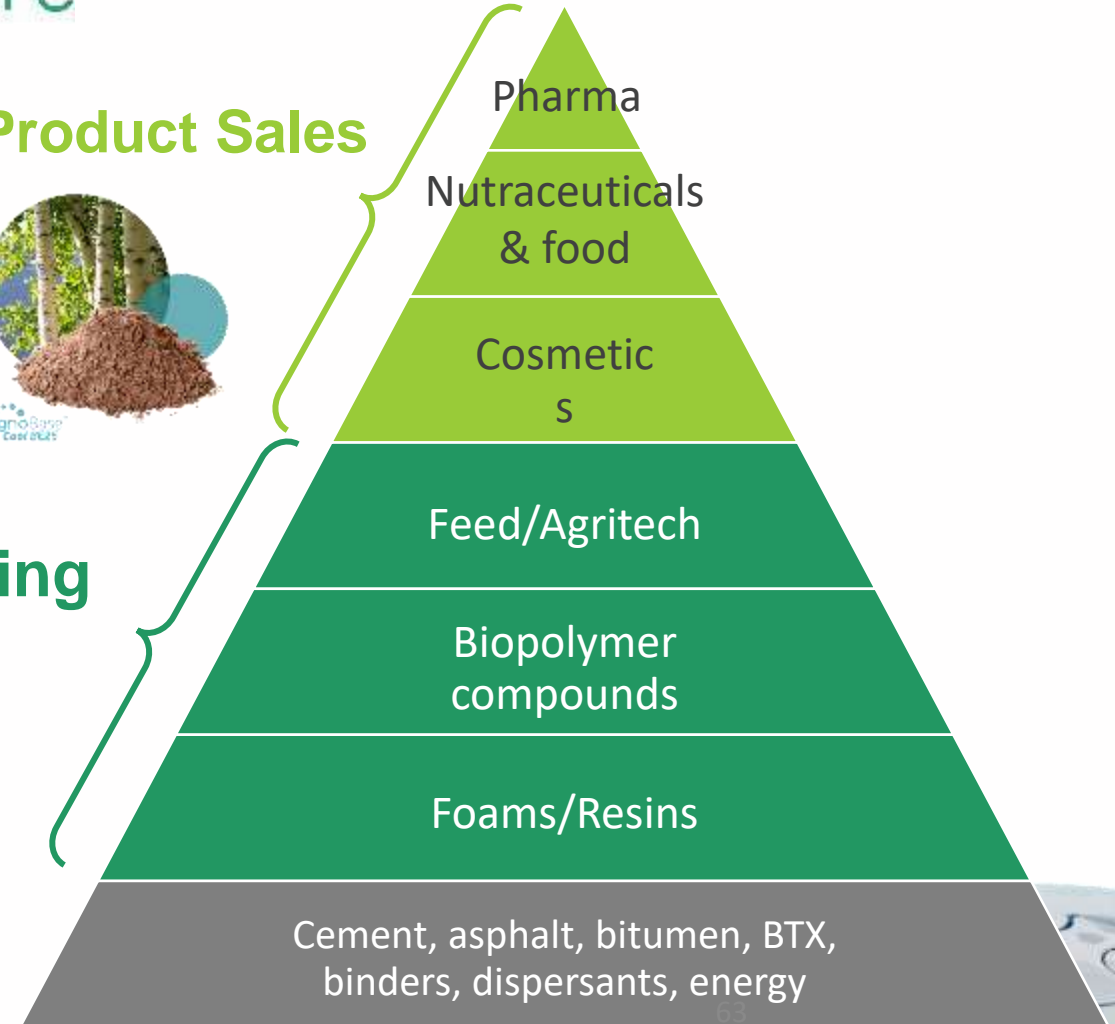 Pharma
Product Sales
Nutraceuticals
& food
Cosmetic
s
Feed/Agritech
ing
Biopolymer
compounds
Foams/Resins
Cement, asphalt, bitumen, BTX,
binders, dispersants, energy
63